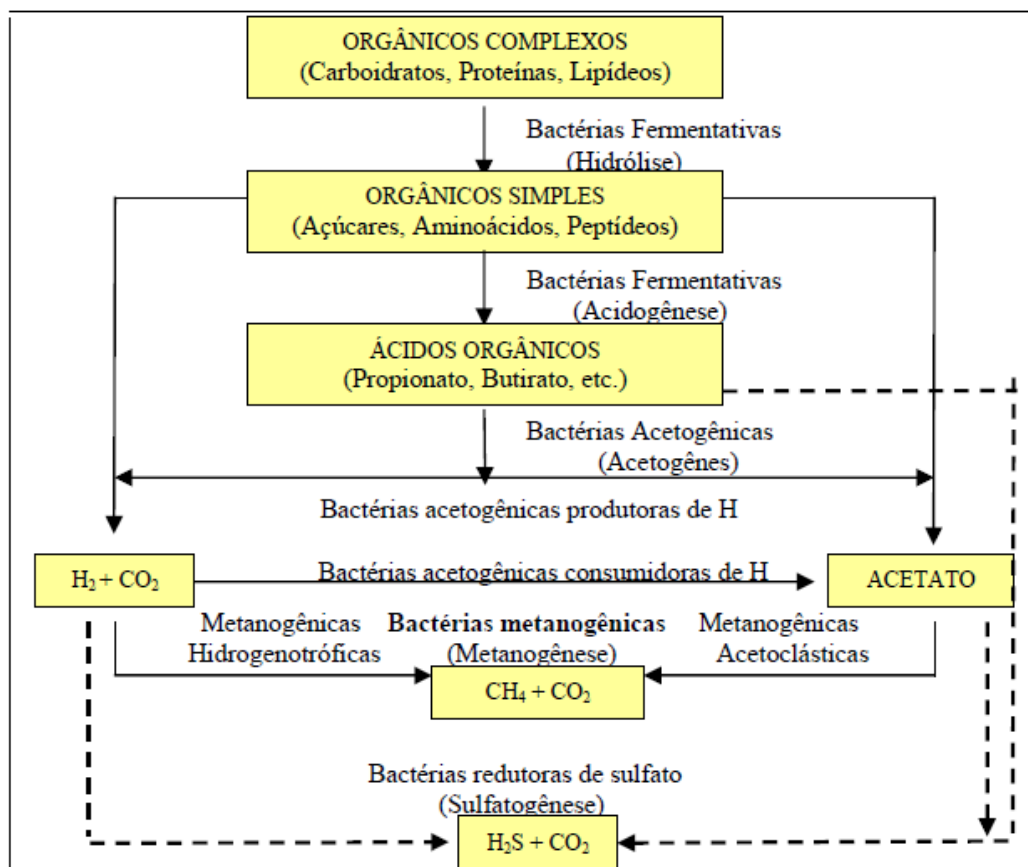 ORGÂNICOS COMPLEXOS
(Carboidratos, Proteínas, Lipídeos)
Bactérias Fermentativas
(Hidrólise)
ORGÂNICOS SIMPLES
(Açúcares, Aminoácidos, Peptídeos)
Bactérias Fermentativas
(Acidogênese)
ÁCIDOS ORGÂNICOS
(Propionato, Butirato, etc.)
Bactérias Acetogênicas
(Acetogênes)
Bactérias acetogênicas produtoras de H
H₂ + CO₂
Bactérias acetogênicas consumidoras de H
ACETATO
Metanogênicas
Hidrogenotróficas
Bactérias metanogênicas
(Metanogênese)
Metanogênicas
Acetoclásticas
CH₄ + CO₂
Bactérias redutoras de sulfato
(Sulfatogênese)
H₂S + CO₂